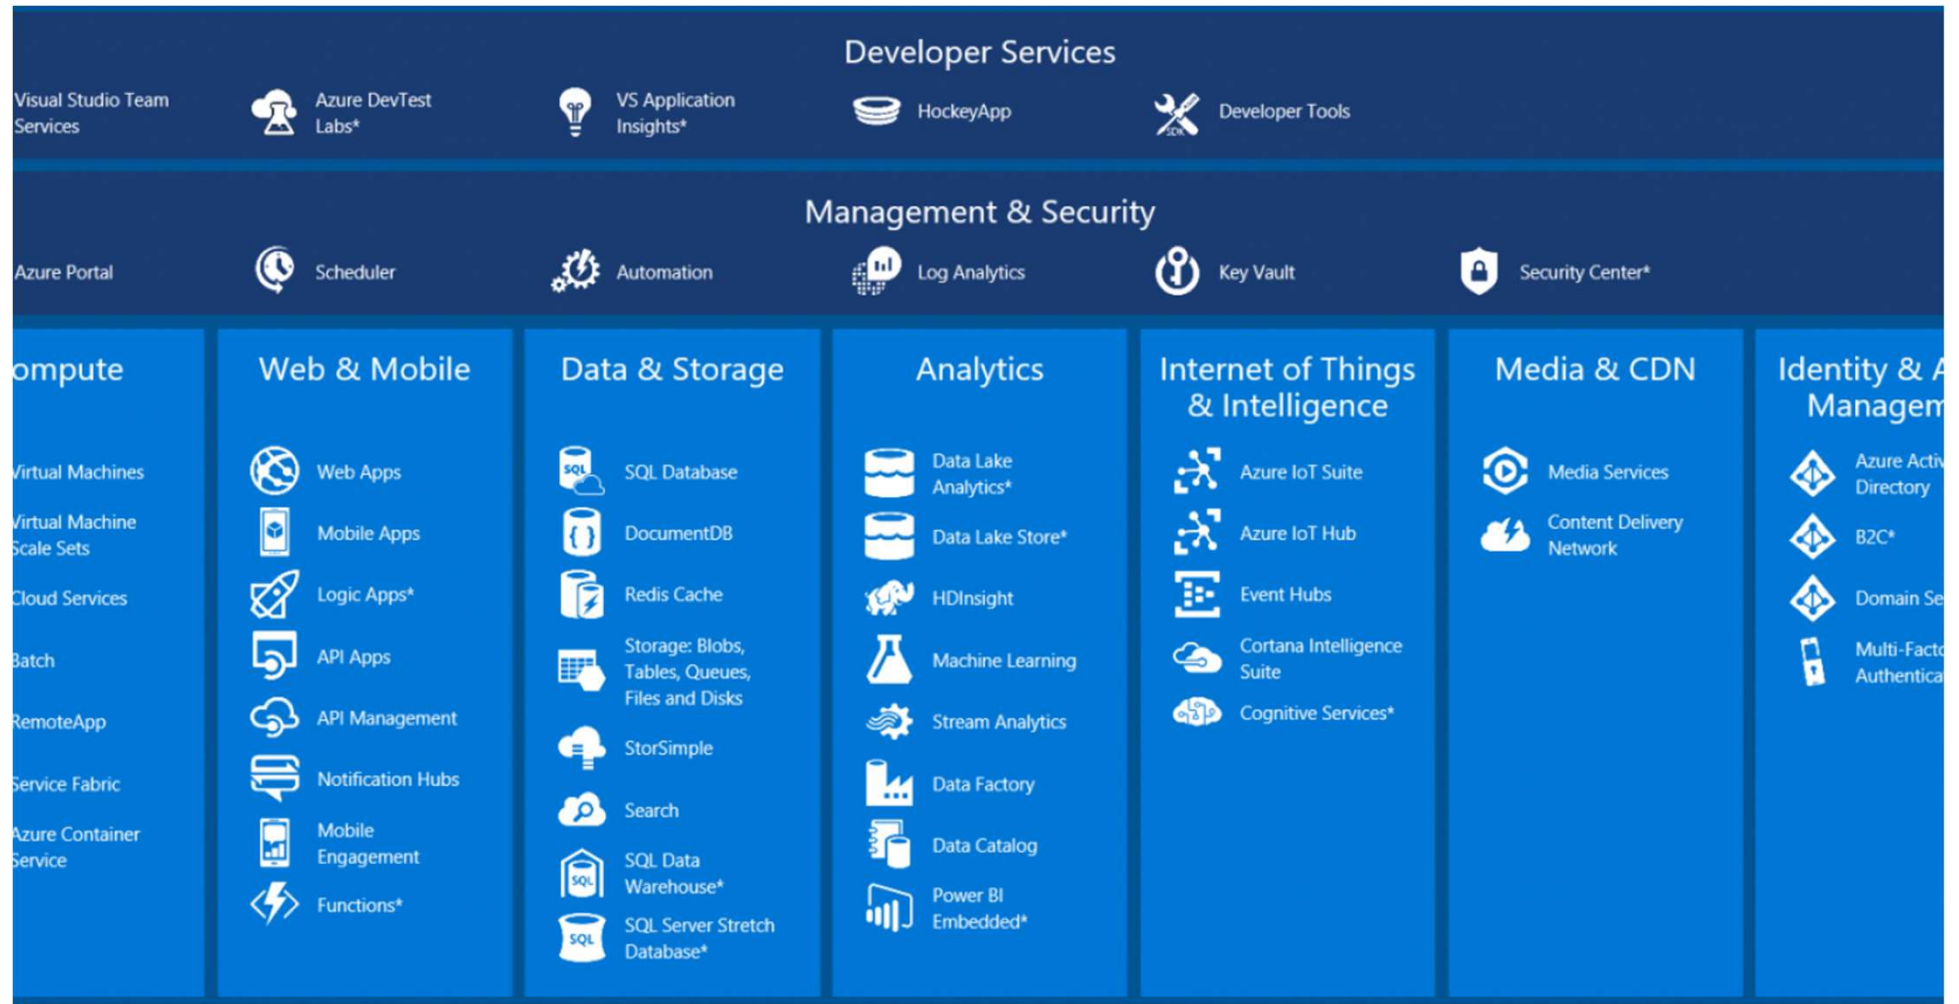 Developer Services
Visual Studio Team
Services
Azure DevTest
Labs*
VS Application
Insights*
HockeyApp
SDK
Developer Tools
Management & Security
Azure Portal
Scheduler
Automation
Log Analytics
Key Vault
Security Center*
ompute
Virtual Machines
Virtual Machine
Scale Sets
Cloud Services
Batch
RemoteApp
Service Fabric
Azure Container
Service
Web & Mobile
Web Apps
Mobile Apps
Logic Apps*
API Apps
API Management
Notification Hubs
Mobile
Engagement
Functions*
Data & Storage
SQL
SQL Database
DocumentDB
Redis Cache
Storage: Blobs,
Tables, Queues,
Files and Disks
StorSimple
Search
SQL
SQL Data
Warehouse*
SQL
SQL Server Stretch
Database*
Analytics
Data Lake
Analytics*
Data Lake Store*
HDInsight
Machine Learning
Stream Analytics
Data Factory
Data Catalog
Power BI
Embedded*
Internet of Things
& Intelligence
Azure IoT Suite
Azure IoT Hub
Event Hubs
Cortana Intelligence
Suite
Cognitive Services*
Media & CDN
Media Services
Content Delivery
Network
Identity & A
Managem
Azure Activ
Directory
B2C*
Domain Se
Multi-Facto
Authentica